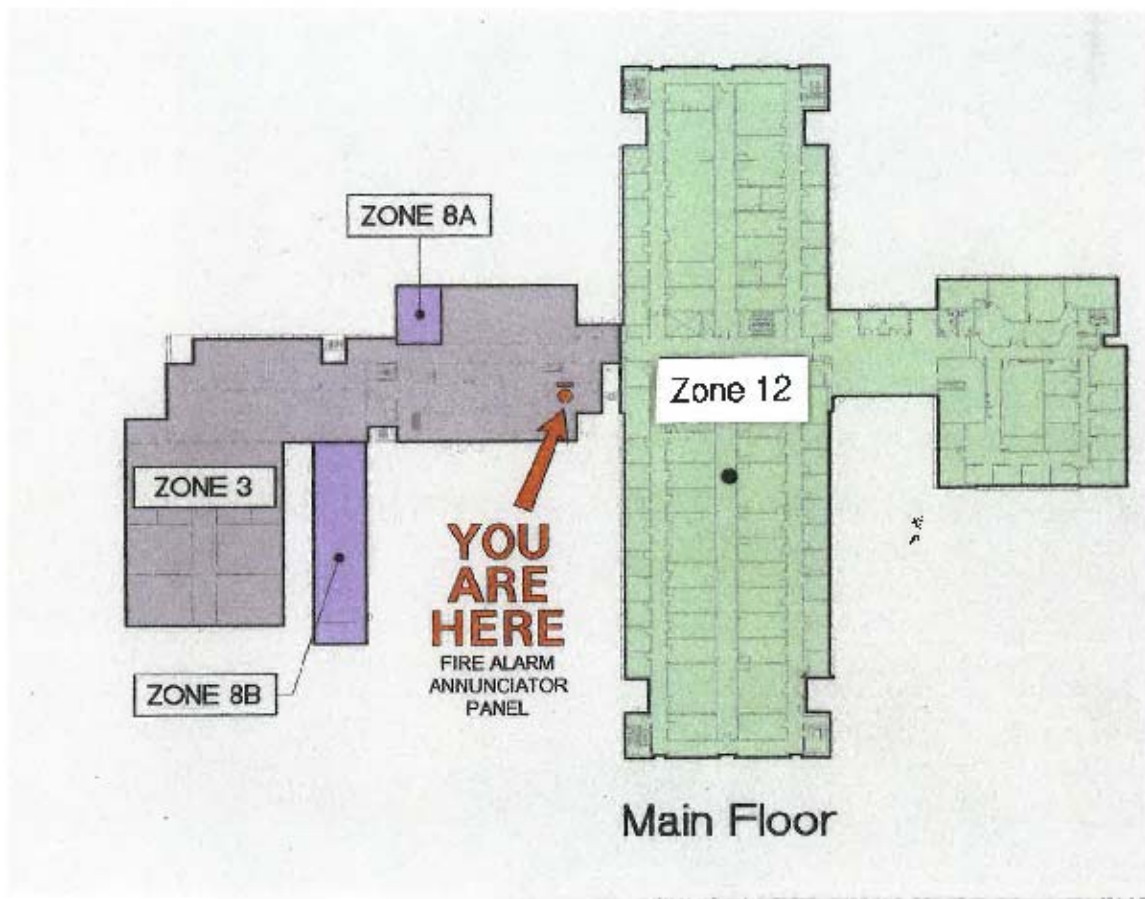 ZONE 8A
Zone 12
ZONE 3
YOU
ARE
HERE
FIRE ALARM
ANNUNCIATOR
PANEL
ZONE 8B
Main Floor